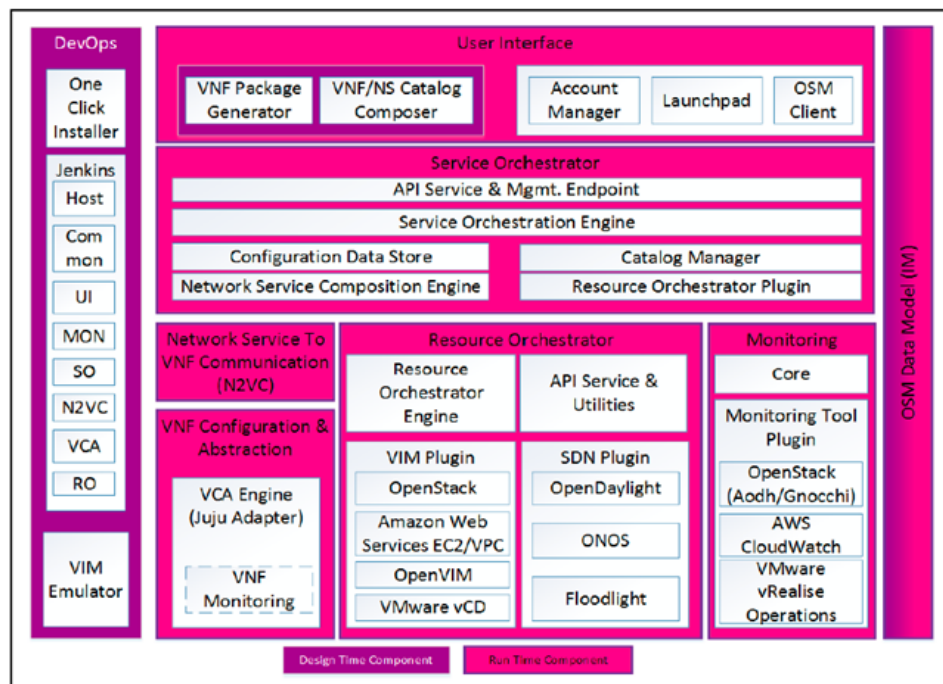 DevOps
One
Click
Installer
Jenkins
Host
Com
mon
UI
MON
SO
N2VC
VCA
RO
VIM
Emulator
User Interface
VNF Package
Generator
VNF/NS Catalog
Composer
Account
Manager
Launchpad
OSM
Client
Service Orchestrator
API Service & Mgmt. Endpoint
Service Orchestration Engine
Configuration Data Store
Catalog Manager
Network Service Composition Engine
Resource Orchestrator Plugin
Network Service To
VNF Communication
(N2VC)
VNF Configuration &
Abstraction
VCA Engine
(Juju Adapter)
VNF
Monitoring
Resource Orchestrator
Resource
Orchestrator
Engine
API Service &
Utilities
VIM Plugin
OpenStack
Amazon Web
Services EC2/VPC
OpenVIM
VMware vCD
SDN Plugin
OpenDaylight
ONOS
Floodlight
Monitoring
Core
Monitoring Tool
Plugin
OpenStack
(Aodh/Gnocchi)
AWS
CloudWatch
VMware
vRealise
Operations
OSM Data Model (IM)
Design Time Component
Run Time Component